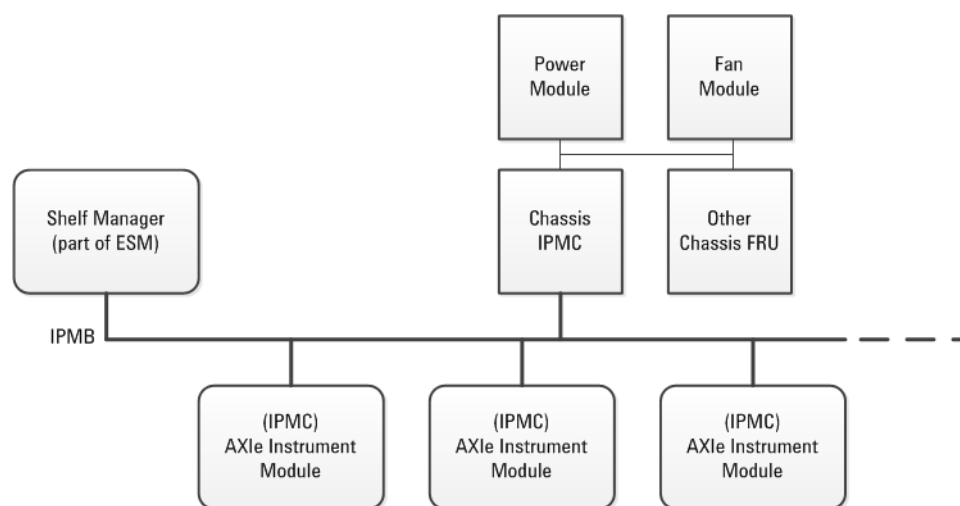 Power
Module
Fan
Module
Shelf Manager
(part of ESM)
Chassis
IPMC
Other
Chassis FRU
IPMB
(IPMC)
AXIe Instrument
Module
(IPMC)
AXIe Instrument
Module
(IPMC)
AXIe Instrument
Module